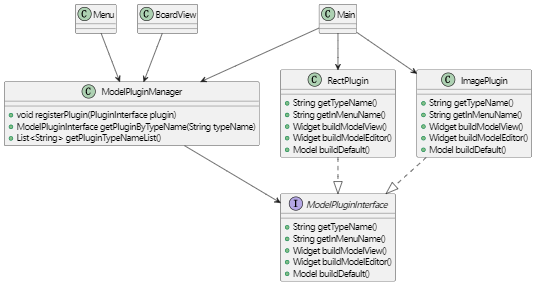 C Menu
C BoardView
C Main
C ModelPluginManager
void registerPlugin(PluginInterface plugin)
ModelPluginInterface getPluginByTypeName(String typeName)
List<String> getPluginTypeNameList()
C RectPlugin
String getTypeName()
String getInMenuName()
Widget buildModelView()
Widget buildModelEditor()
Model buildDefault()
C ImagePlugin
String getTypeName()
String getInMenuName()
Widget buildModelView()
Widget buildModelEditor()
Model buildDefault()
I ModelPluginInterface
String getTypeName()
String getInMenuName()
Widget buildModelView()
Widget buildModelEditor()
Model buildDefault()